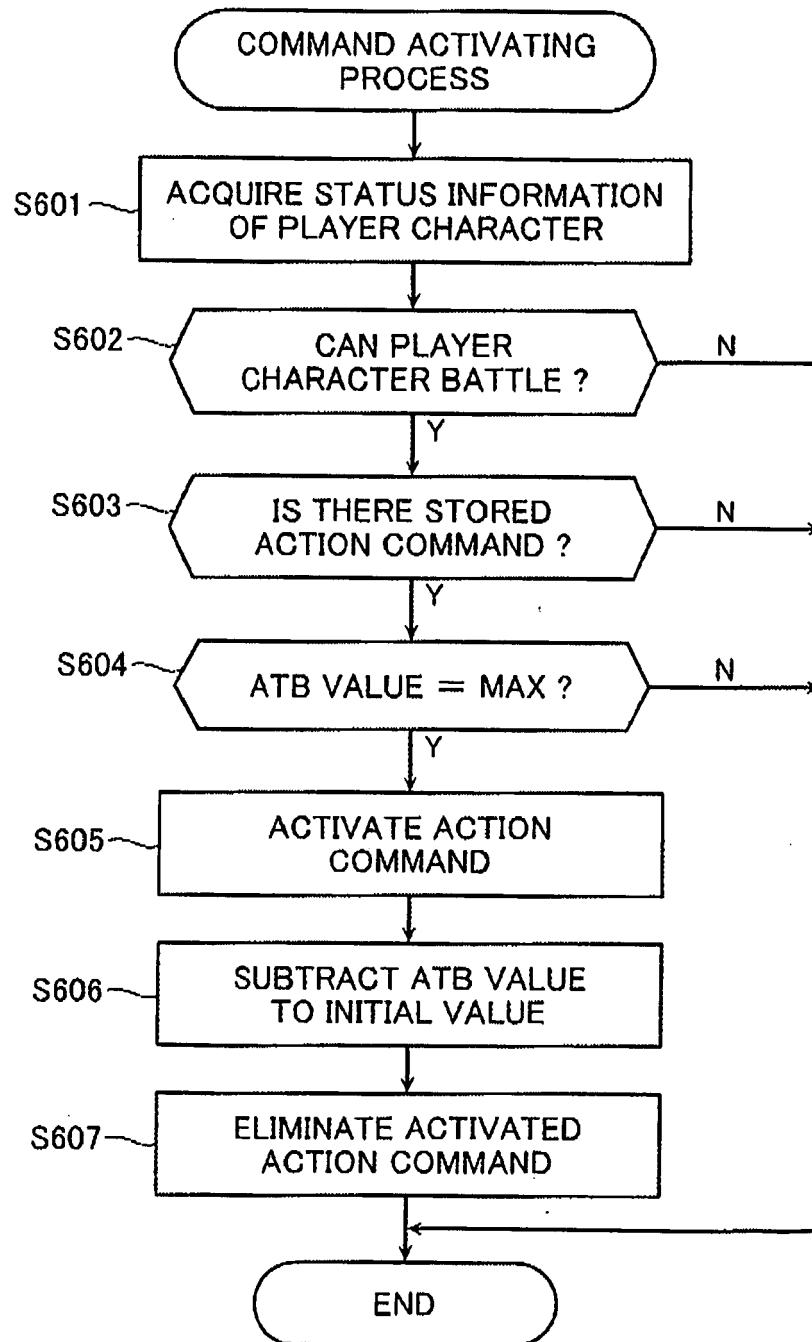 COMMAND ACTIVATING
PROCESS
S601
ACQUIRE STATUS INFORMATION
OF PLAYER CHARACTER
S602
CAN PLAYER
CHARACTER BATTLE ?
N
Y
S603
IS THERE STORED
ACTION COMMAND ?
N
Y
S604
ATB VALUE = MAX ?
N
Y
S605
ACTIVATE ACTION
COMMAND
S606
SUBTRACT ATB VALUE
TO INITIAL VALUE
S607
ELIMINATE ACTIVATED
ACTION COMMAND
END